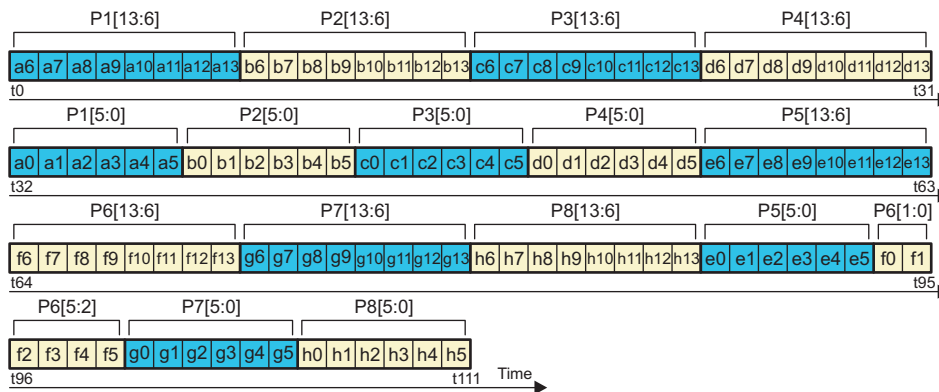 P1[13:6] P2[13:6] P3[13:6] P4[13:6]
a6 a7 a8 a9 a10 a11 a12 a13 b6 b7 b8 b9 b10 b11 b12 b13 c6 c7 c8 c9 c10 c11 c12 c13 d6 d7 d8 d9 d10 d11 d12 d13
t0 t31
P1[5:0] P2[5:0] P3[5:0] P4[5:0] P5[13:6]
a0 a1 a2 a3 a4 a5 b0 b1 b2 b3 b4 b5 c0 c1 c2 c3 c4 c5 d0 d1 d2 d3 d4 d5 e6 e7 e8 e9 e10 e11 e12 e13
t32 t63
P6[13:6] P7[13:6] P8[13:6] P5[5:0] P6[1:0]
f6 f7 f8 f9 f10 f11 f12 f13 g6 g7 g8 g9 g10 g11 g12 g13 h6 h7 h8 h9 h10 h11 h12 h13 e0 e1 e2 e3 e4 e5 f0 f1
t64 t95
P6[5:2] P7[5:0] P8[5:0]
f2 f3 f4 f5 g0 g1 g2 g3 g4 g5 h0 h1 h2 h3 h4 h5
t96 t111 Time